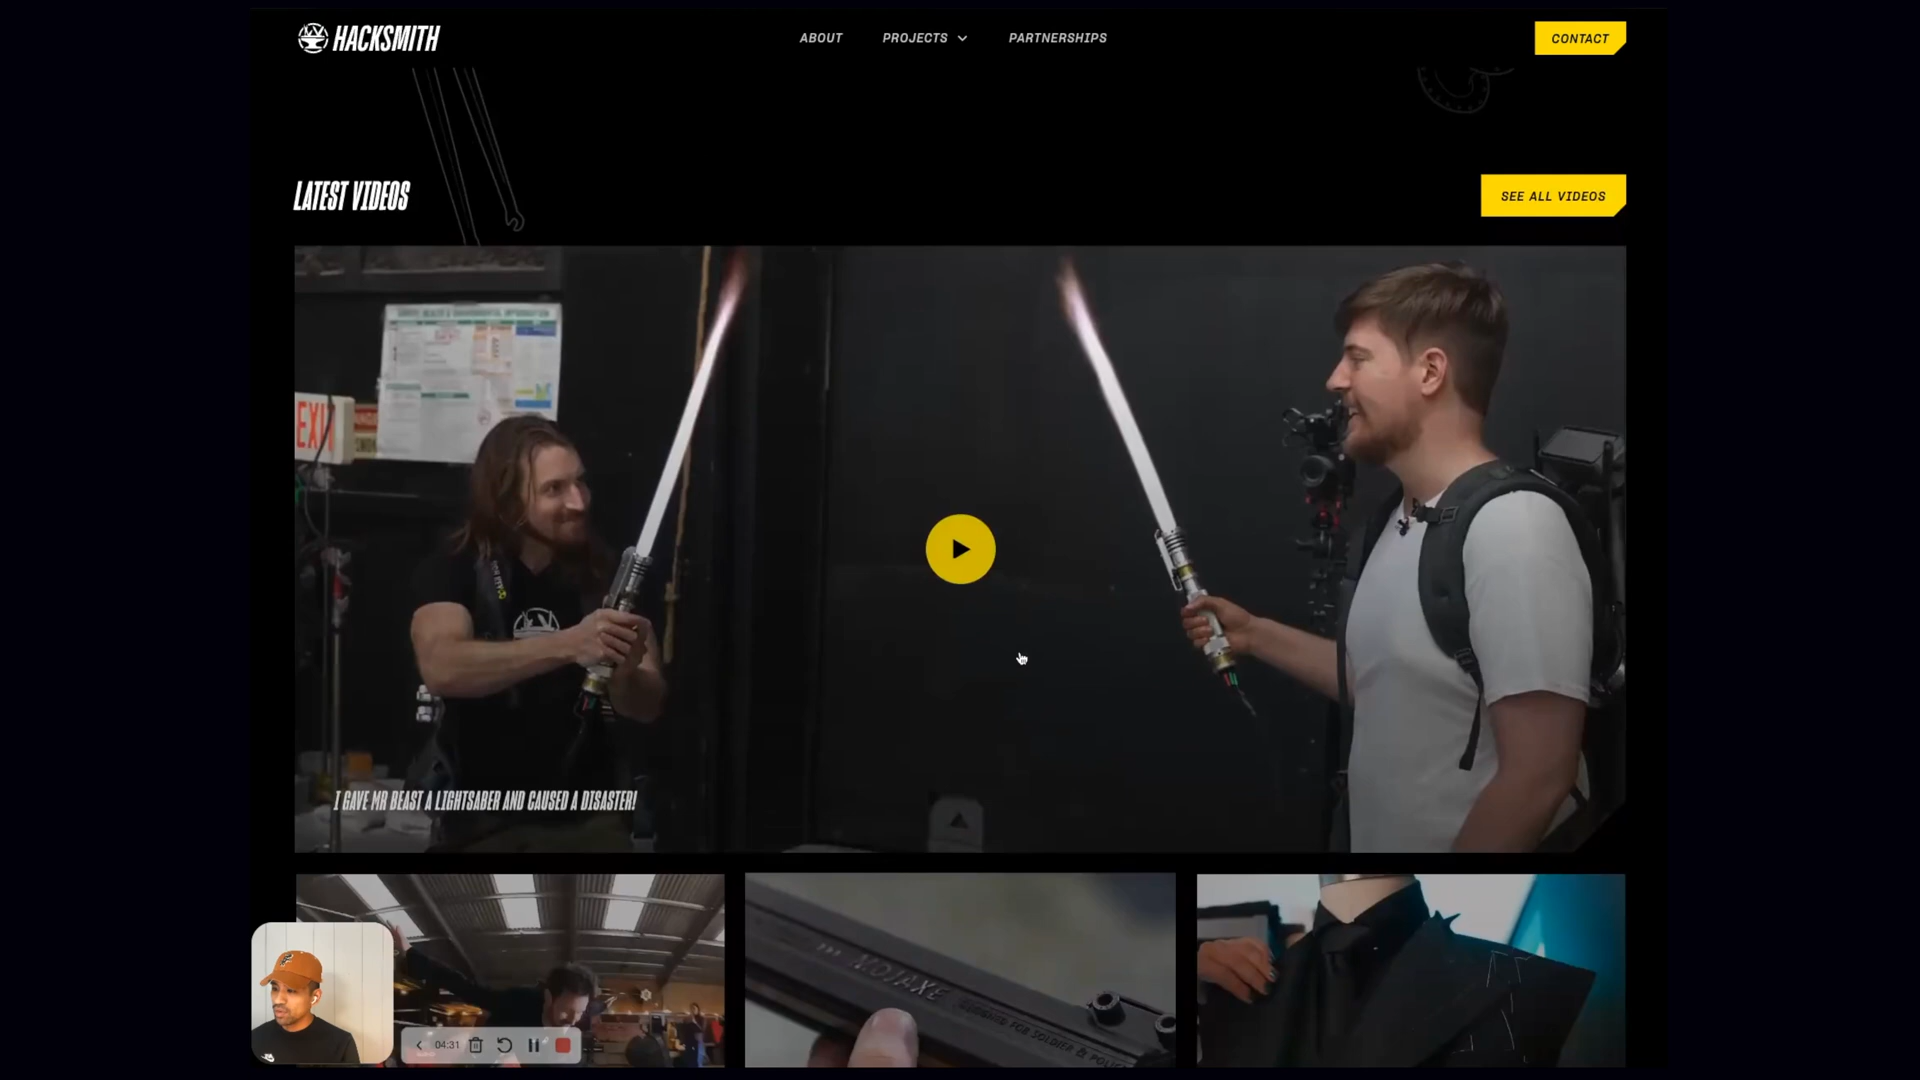 HACKSMITH
ABOUT
PROJECTS
PARTNERSHIPS
CONTACT
LATEST VIDEOS
SEE ALL VIDEOS
EXIT
I GAVE MR BEAST A LIGHTSABER AND CAUSED A DISASTER!
04:31